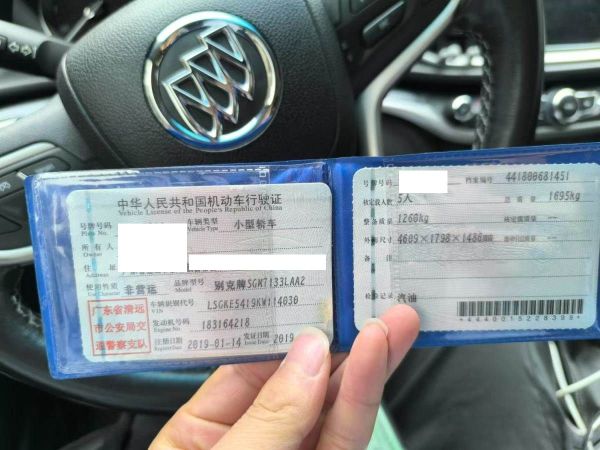 中华人民共和国机动车行驶证
Vehicle License of the People's Republic of China
号牌号码
Plate No.
车辆类型
Vehicle Type
小型轿车
所有人
Owner
住址
Address
使用性质
Use Character
非营运
品牌型号
Model
别克牌SGM7133LAA2
广东省清远
市公安局交
通警察支队
车辆识别代号
VIN
LSGKE5419KW114030
发动机号码
Engine No.
183164218
注册日期
Register Date
2019-01-14
发证日期
Issue Date
2019
号牌号码
档案编号
441800681451
核定载人数
5人
总质量
1695kg
整备质量
1260kg
核定载质量
--
外廓尺寸
4609×1798×1486mm
准牵引总质量
--
备注
检验记录
汽油